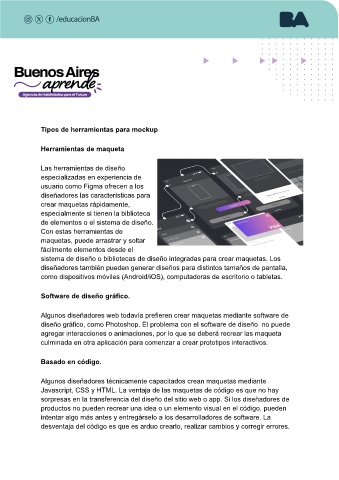 /educacionBA
BA
Buenos Aires
aprende
Agencia de Habilidades para el Futuro
Tipos de herramientas para mockup
Herramientas de maqueta
Las herramientas de diseño
especializadas en experiencia de
usuario como Figma ofrecen a los
diseñadores las características para
crear maquetas rápidamente,
especialmente si tienen la biblioteca
de elementos o el sistema de diseño.
Con estas herramientas de
maquetas, puede arrastrar y soltar
fácilmente elementos desde el
sistema de diseño o bibliotecas de diseño integradas para crear maquetas. Los
diseñadores también pueden generar diseños para distintos tamaños de pantalla,
como dispositivos móviles (Android/iOS), computadoras de escritorio o tabletas.
Software de diseño gráfico.
Algunos diseñadores web todavía prefieren crear maquetas mediante software de
diseño gráfico, como Photoshop. El problema con el software de diseño no puede
agregar interacciones o animaciones, por lo que se deberá recrear las maqueta
culminada en otra aplicación para comenzar a crear prototipos interactivos.
Basado en código.
Algunos diseñadores técnicamente capacitados crean maquetas mediante
Javascript, CSS y HTML. La ventaja de las maquetas de código es que no hay
sorpresas en la transferencia del diseño del sitio web o app. Si los diseñadores de
productos no pueden recrear una idea o un elemento visual en el código, pueden
intentar algo más antes y entregárselo a los desarrolladores de software. La
desventaja del código es que es arduo crearlo, realizar cambios y corregir errores.